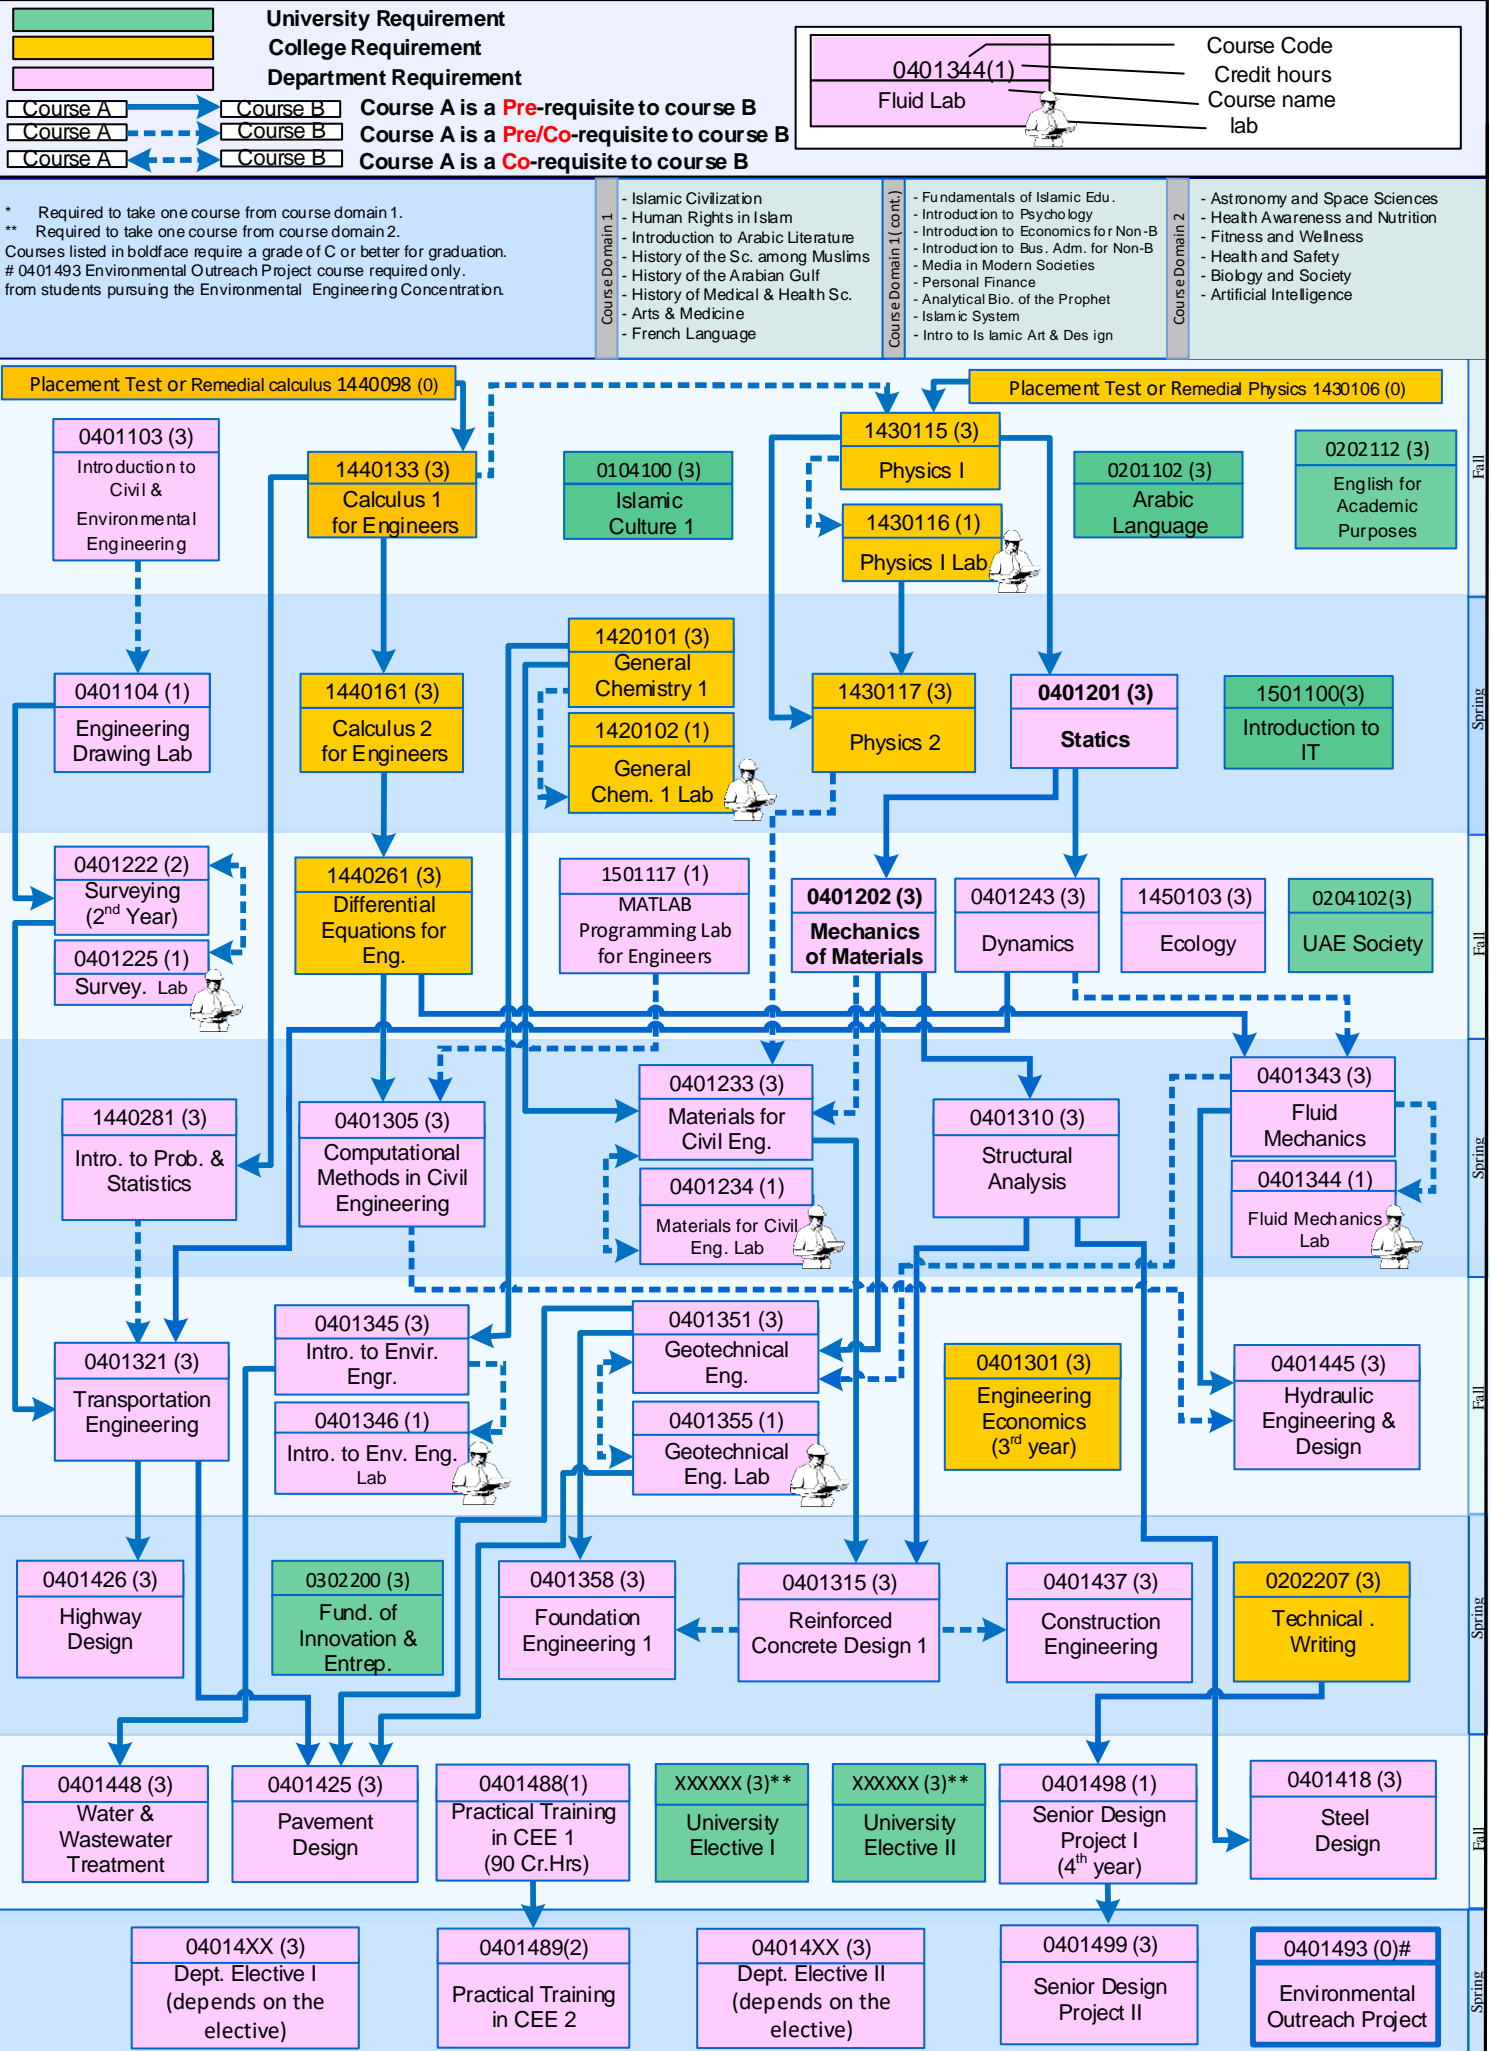 University Requirement
College Requirement
Department Requirement
Course A Course B Course A is a Pre-requisite to course B
Course A Course B Course A is a Pre/Co-requisite to course B
Course A Course B Course A is a Co-requisite to course B
0401344(1)
Fluid Lab
Course Code
Credit hours
Course name
lab
* Required to take one course from course domain 1.
** Required to take one course from course domain 2.
Courses listed in boldface require a grade of C or better for graduation.
# 0401493 Environmental Outreach Project course required only.
from students pursuing the Environmental Engineering Concentration.
Course Domain 1
- Islamic Civilization
- Human Rights in Islam
- Introduction to Arabic Literature
- History of the Sc. among Muslims
- History of the Arabian Gulf
- History of Medical & Health Sc.
- Arts & Medicine
- French Language
Course Domain 1( cont.)
- Fundamentals of Islamic Edu.
- Introduction to Psychology
- Introduction to Economics for Non-B
- Introduction to Bus. Adm. for Non-B
- Media in Modern Societies
- Personal Finance
- Analytical Bio. of the Prophet
- Islamic System
- Intro to Is lamic Art & Des ign
Course Domain 2
- Astronomy and Space Sciences
- Health Awareness and Nutrition
- Fitness and Wellness
- Health and Safety
- Biology and Society
- Artificial Intelligence
Placement Test or Remedial calculus 1440098 (0)
Placement Test or Remedial Physics 1430106 (0)
0401103 (3)
Introduction to
Civil &
Environmental
Engineering
1440133 (3)
Calculus 1
for Engineers
0104100 (3)
Islamic
Culture 1
1430115 (3)
Physics I
1430116 (1)
Physics I Lab
0201102 (3)
Arabic
Language
0202112 (3)
English for
Academic
Purposes
Fall
0401104 (1)
Engineering
Drawing Lab
1440161 (3)
Calculus 2
for Engineers
1420101 (3)
General
Chemistry 1
1420102 (1)
General
Chem. 1 Lab
1430117 (3)
Physics 2
0401201 (3)
Statics
1501100(3)
Introduction to
IT
Spring
0401222 (2)
Surveying
(2nd Year)
0401225 (1)
Survey. Lab
1440261 (3)
Differential
Equations for
Eng.
1501117 (1)
MATLAB
Programming Lab
for Engineers
0401202 (3)
Mechanics
of Materials
0401243 (3)
Dynamics
1450103 (3)
Ecology
0204102(3)
UAE Society
Fall
1440281 (3)
Intro. to Prob. &
Statistics
0401305 (3)
Computational
Methods in Civil
Engineering
0401233 (3)
Materials for
Civil Eng.
0401234 (1)
Materials for Civil
Eng. Lab
0401310 (3)
Structural
Analysis
0401343 (3)
Fluid
Mechanics
0401344 (1)
Fluid Mechanics
Lab
Spring
0401321 (3)
Transportation
Engineering
0401345 (3)
Intro. to Envir.
Engr.
0401346 (1)
Intro. to Env. Eng.
Lab
0401351 (3)
Geotechnical
Eng.
0401355 (1)
Geotechnical
Eng. Lab
0401301 (3)
Engineering
Economics
(3rd year)
0401445 (3)
Hydraulic
Engineering &
Design
Fall
0401426 (3)
Highway
Design
0302200 (3)
Fund. of
Innovation &
Entrep.
0401358 (3)
Foundation
Engineering 1
0401315 (3)
Reinforced
Concrete Design 1
0401437 (3)
Construction
Engineering
0202207 (3)
Technical .
Writing
Spring
0401448 (3)
Water &
Wastewater
Treatment
0401425 (3)
Pavement
Design
0401488(1)
Practical Training
in CEE 1
(90 Cr.Hrs)
XXXXXX (3)**
University
Elective I
XXXXXX (3)**
University
Elective II
0401498 (1)
Senior Design
Project I
(4th year)
0401418 (3)
Steel
Design
Fall
04014XX (3)
Dept. Elective I
(depends on the
elective)
0401489(2)
Practical Training
in CEE 2
04014XX (3)
Dept. Elective II
(depends on the
elective)
0401499 (3)
Senior Design
Project II
0401493 (0)#
Environmental
Outreach Project
Spring